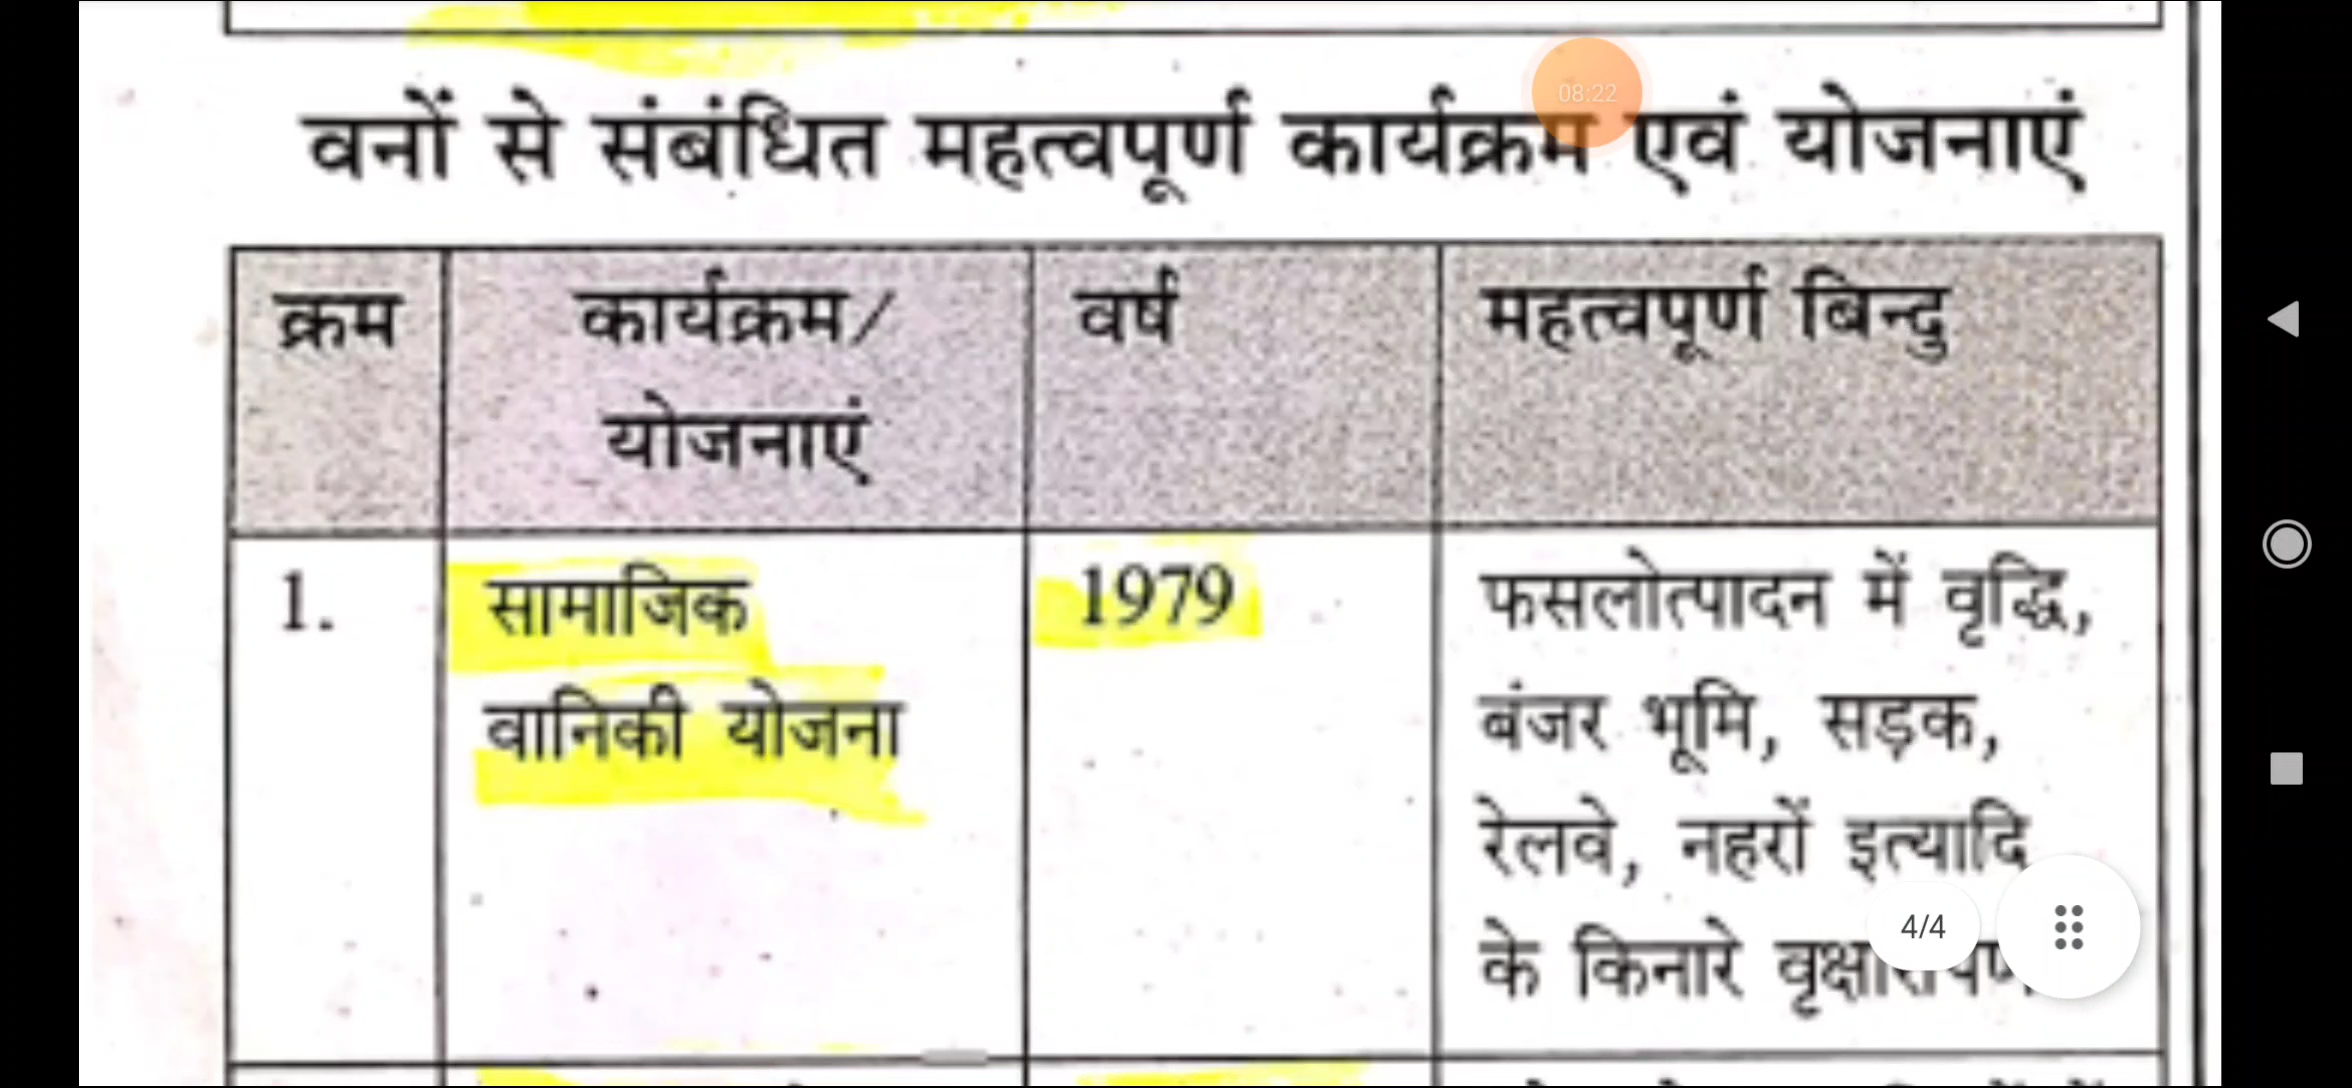 08:22
वनों से संबंधित महत्वपूर्ण कार्यक्रम एवं योजनाएं
क्रम
कार्यक्रम/
योजनाएं
वर्ष
महत्वपूर्ण बिन्दु
1.
सामाजिक
वानिकी योजना
1979
फसलोत्पादन में वृद्धि,
बंजर भूमि, सड़क,
रेलवे, नहरों इत्यादि
के किनारे
4/4